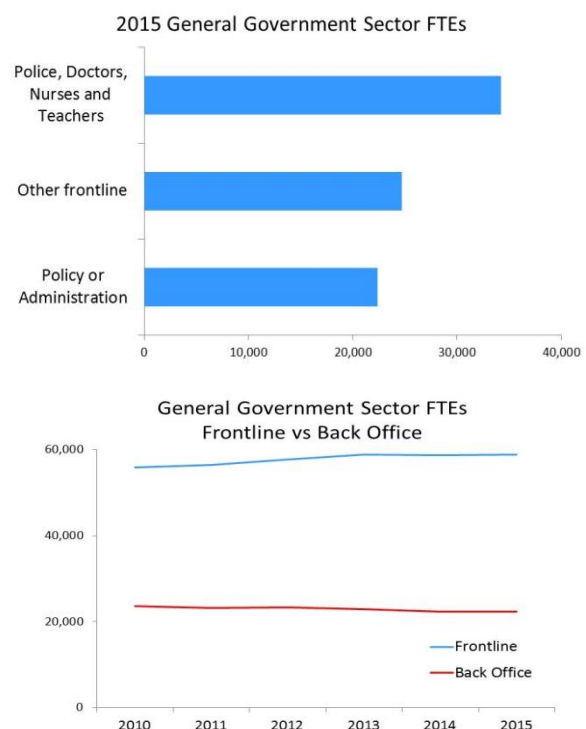 2015 General Government Sector FTEs
Police, Doctors,
Nurses and
Teachers
Other frontline
Policy or
Administration
0 10,000 20,000 30,000 40,000
General Government Sector FTEs
Frontline vs Back Office
60,000
40,000
20,000
0
Frontline
Back Office
2010 2011 2012 2013 2014 2015